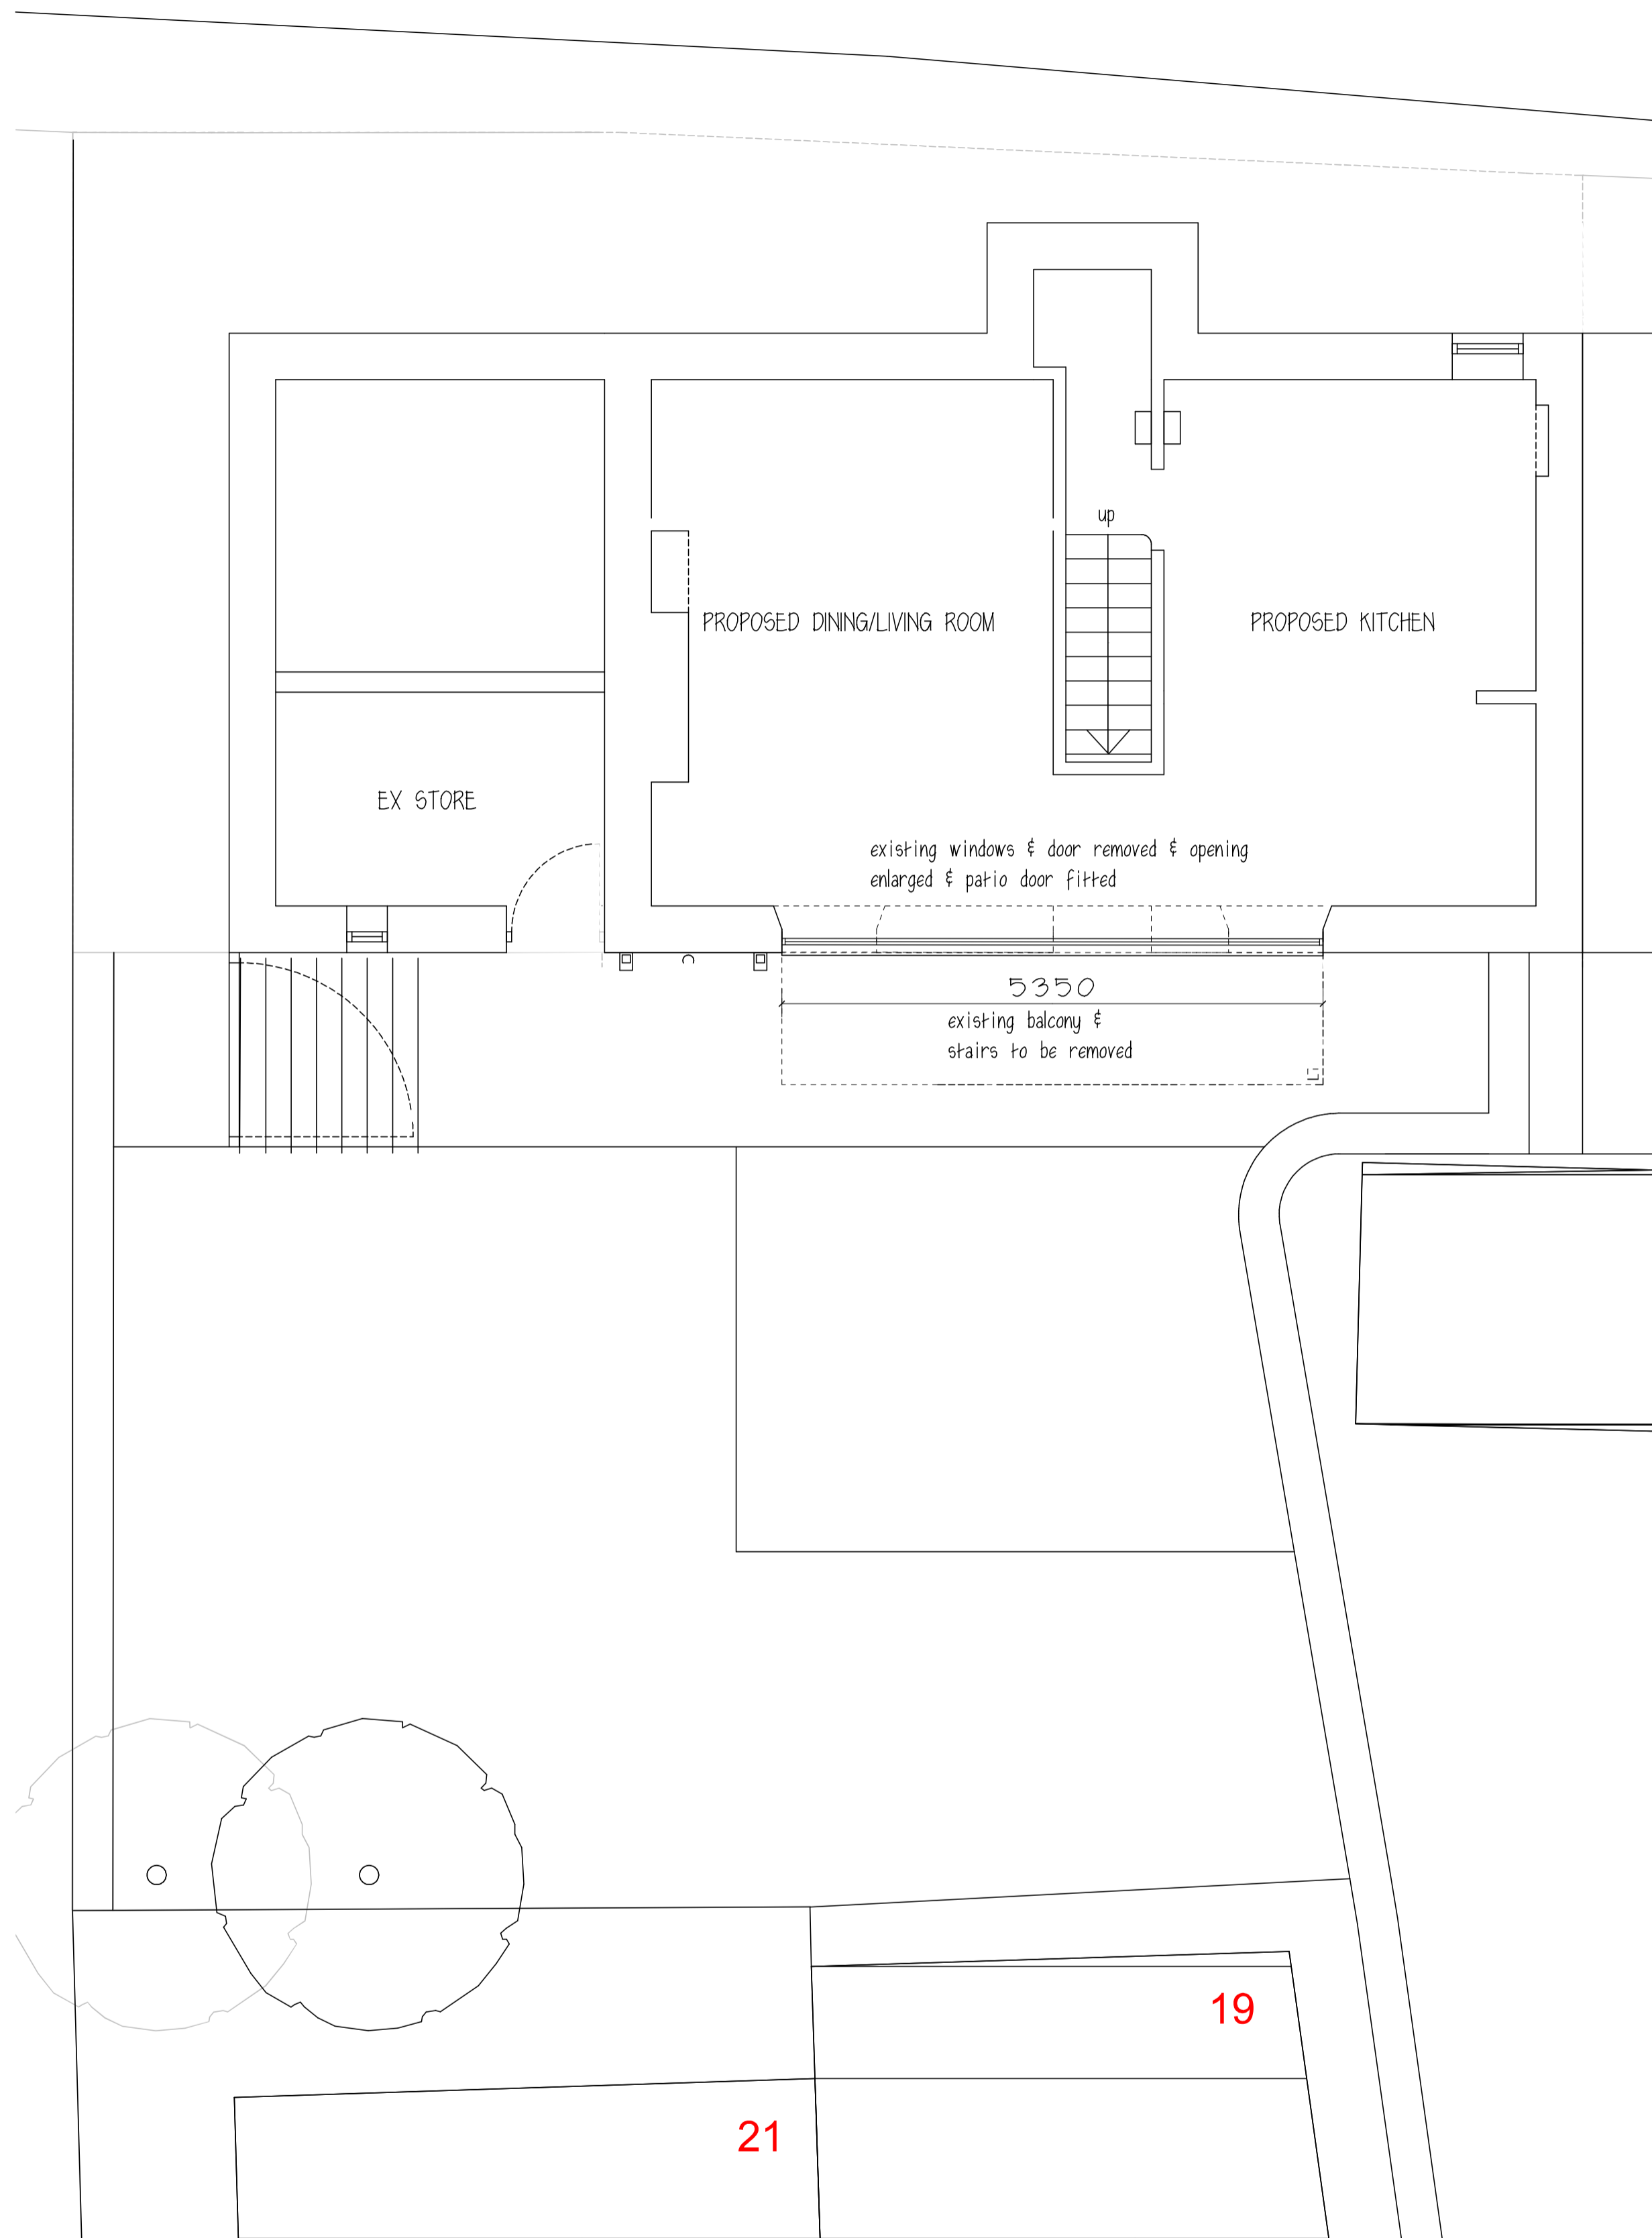 up
PROPOSED DINING/LIVING ROOM
PROPOSED KITCHEN
EX STORE
existing windows & door removed & opening
enlarged & patio door fitted
5350
existing balcony &
stairs to be removed
19
21